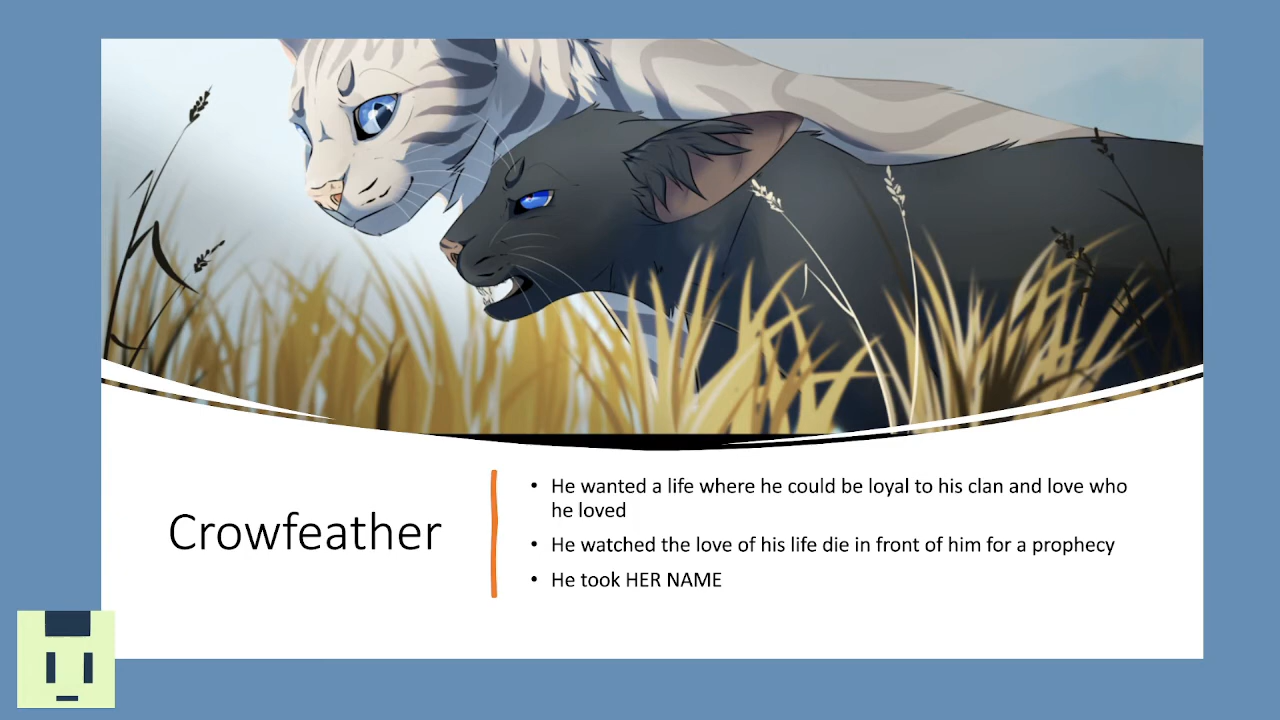 Crowfeather
• He wanted a life where he could be loyal to his clan and love who
he loved
• He watched the love of his life die in front of him for a prophecy
• He took HER NAME